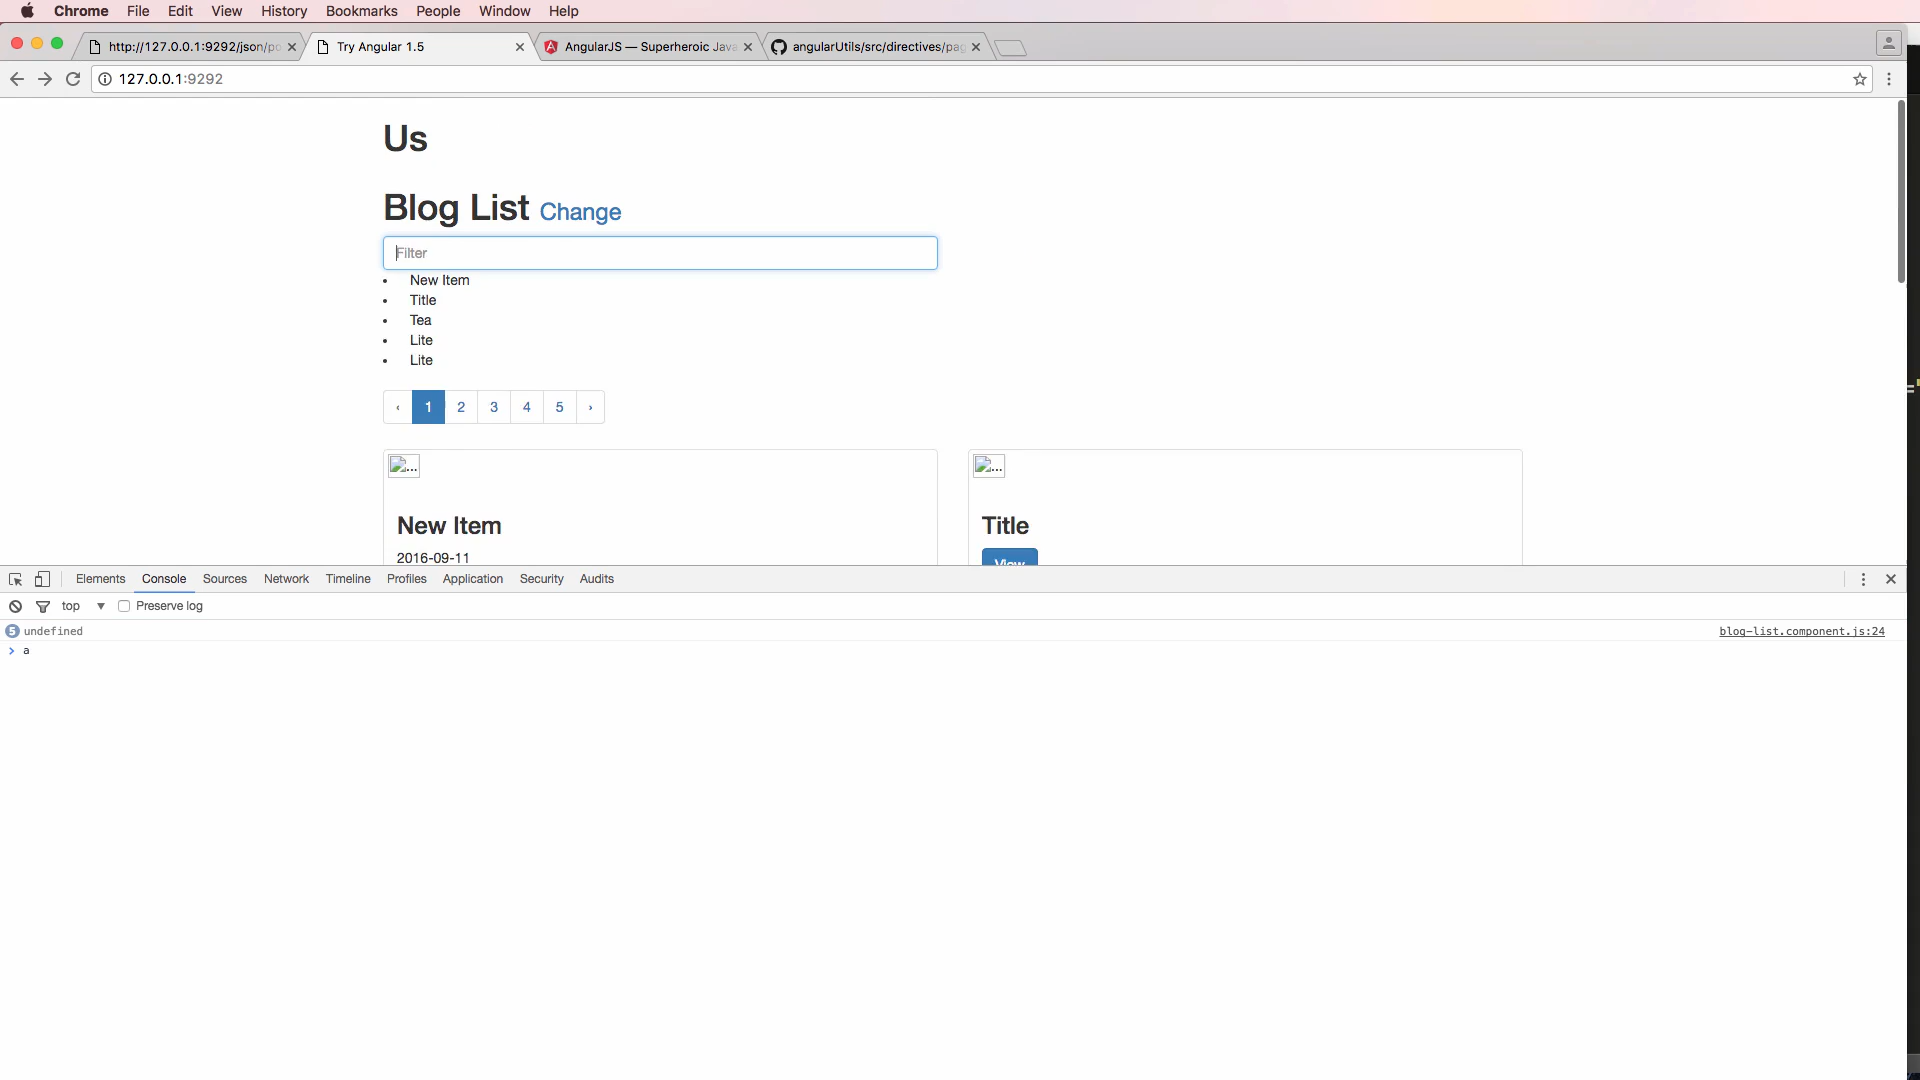 Chrome File Edit View History Bookmarks People Window Help
http://127.0.0.1:9292/json/po Try Angular 1.5 AngularJS — Superheroic Java angularUtils/src/directives/pag
127.0.0.1:9292
Us
Blog List Change
Filter
• New Item
• Title
• Tea
• Lite
• Lite
‹ 1 2 3 4 5 ›
... ...
New Item Title
2016-09-11 View
Elements Console Sources Network Timeline Profiles Application Security Audits
top Preserve log
5 undefined blog-list.component.js:24
> a